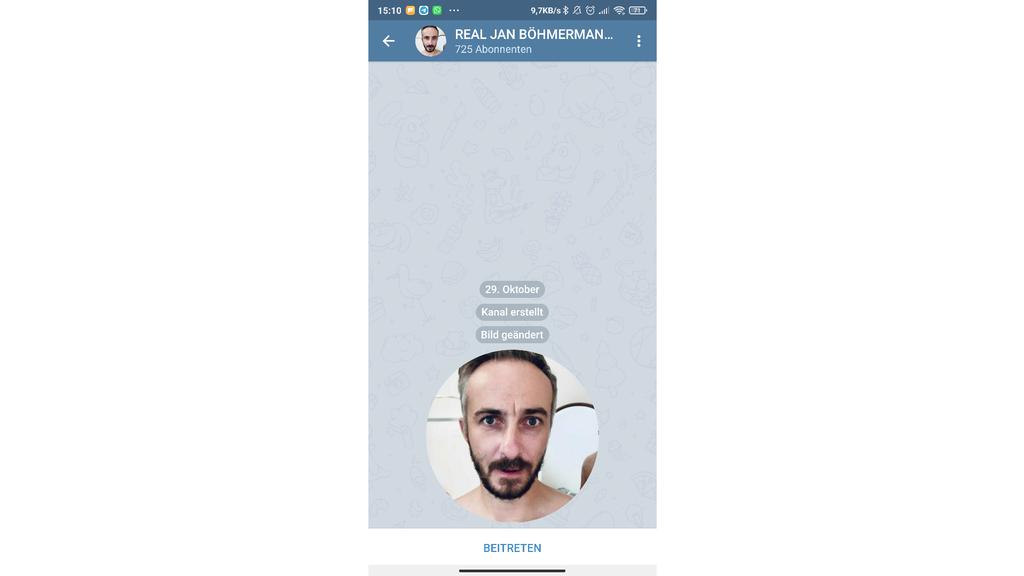 15:10
9,7KB/s
71
REAL JAN BÖHMERMAN...
725 Abonnenten
29. Oktober
Kanal erstellt
Bild geändert
BEITRETEN